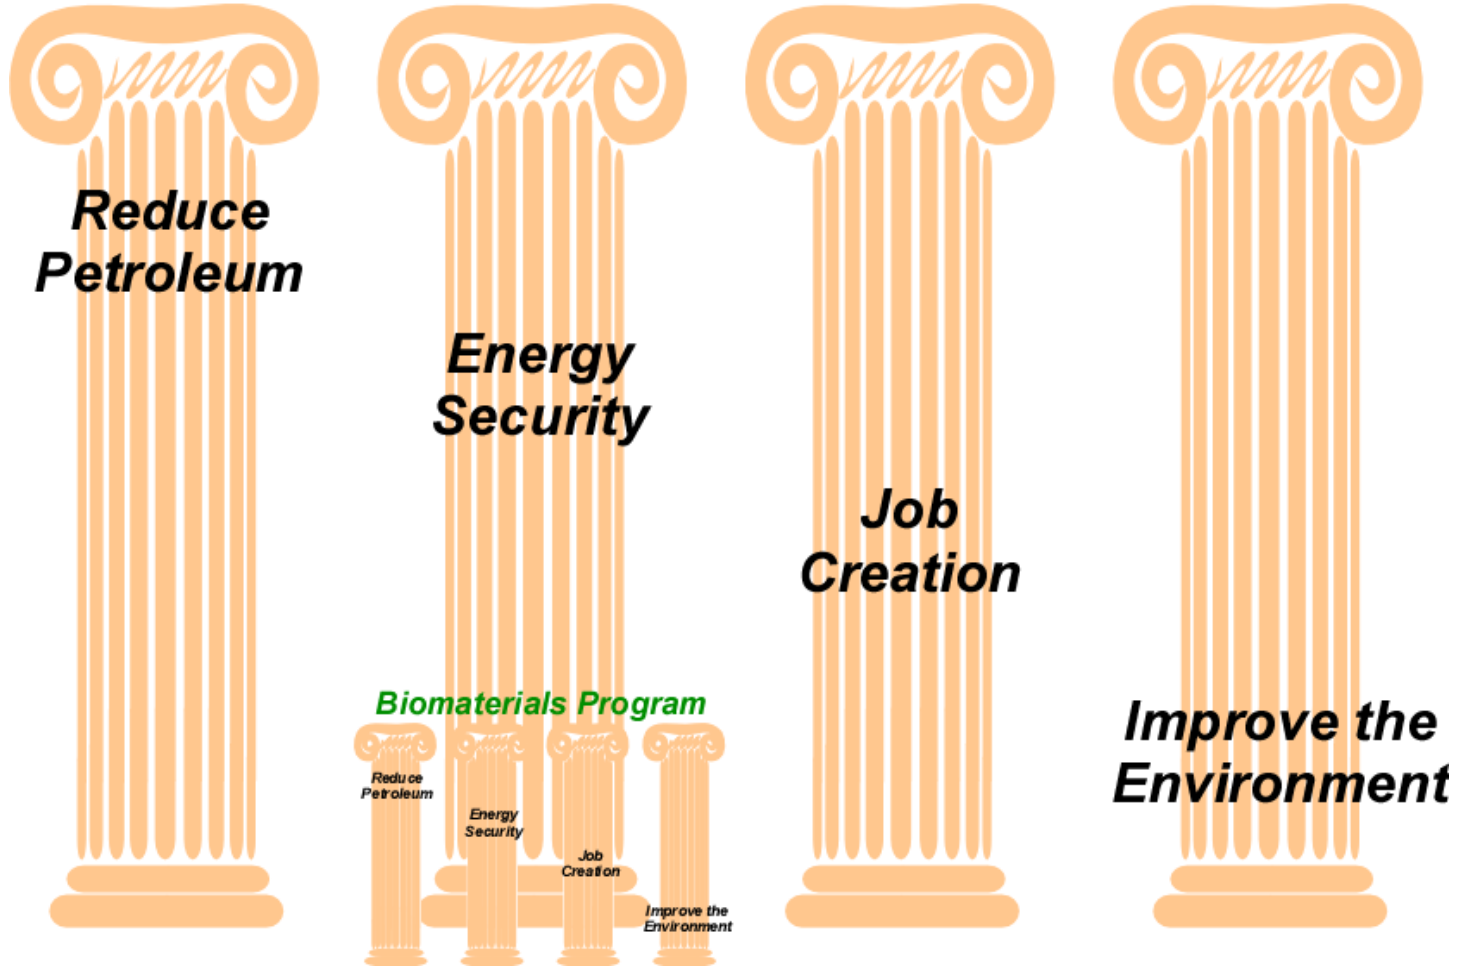 Reduce
Petroleum
Energy
Security
Job
Creation
Improve the
Environment
Biomaterials Program
Reduce
Petroleum
Energy
Security
Job
Creation
Improve the
Environment